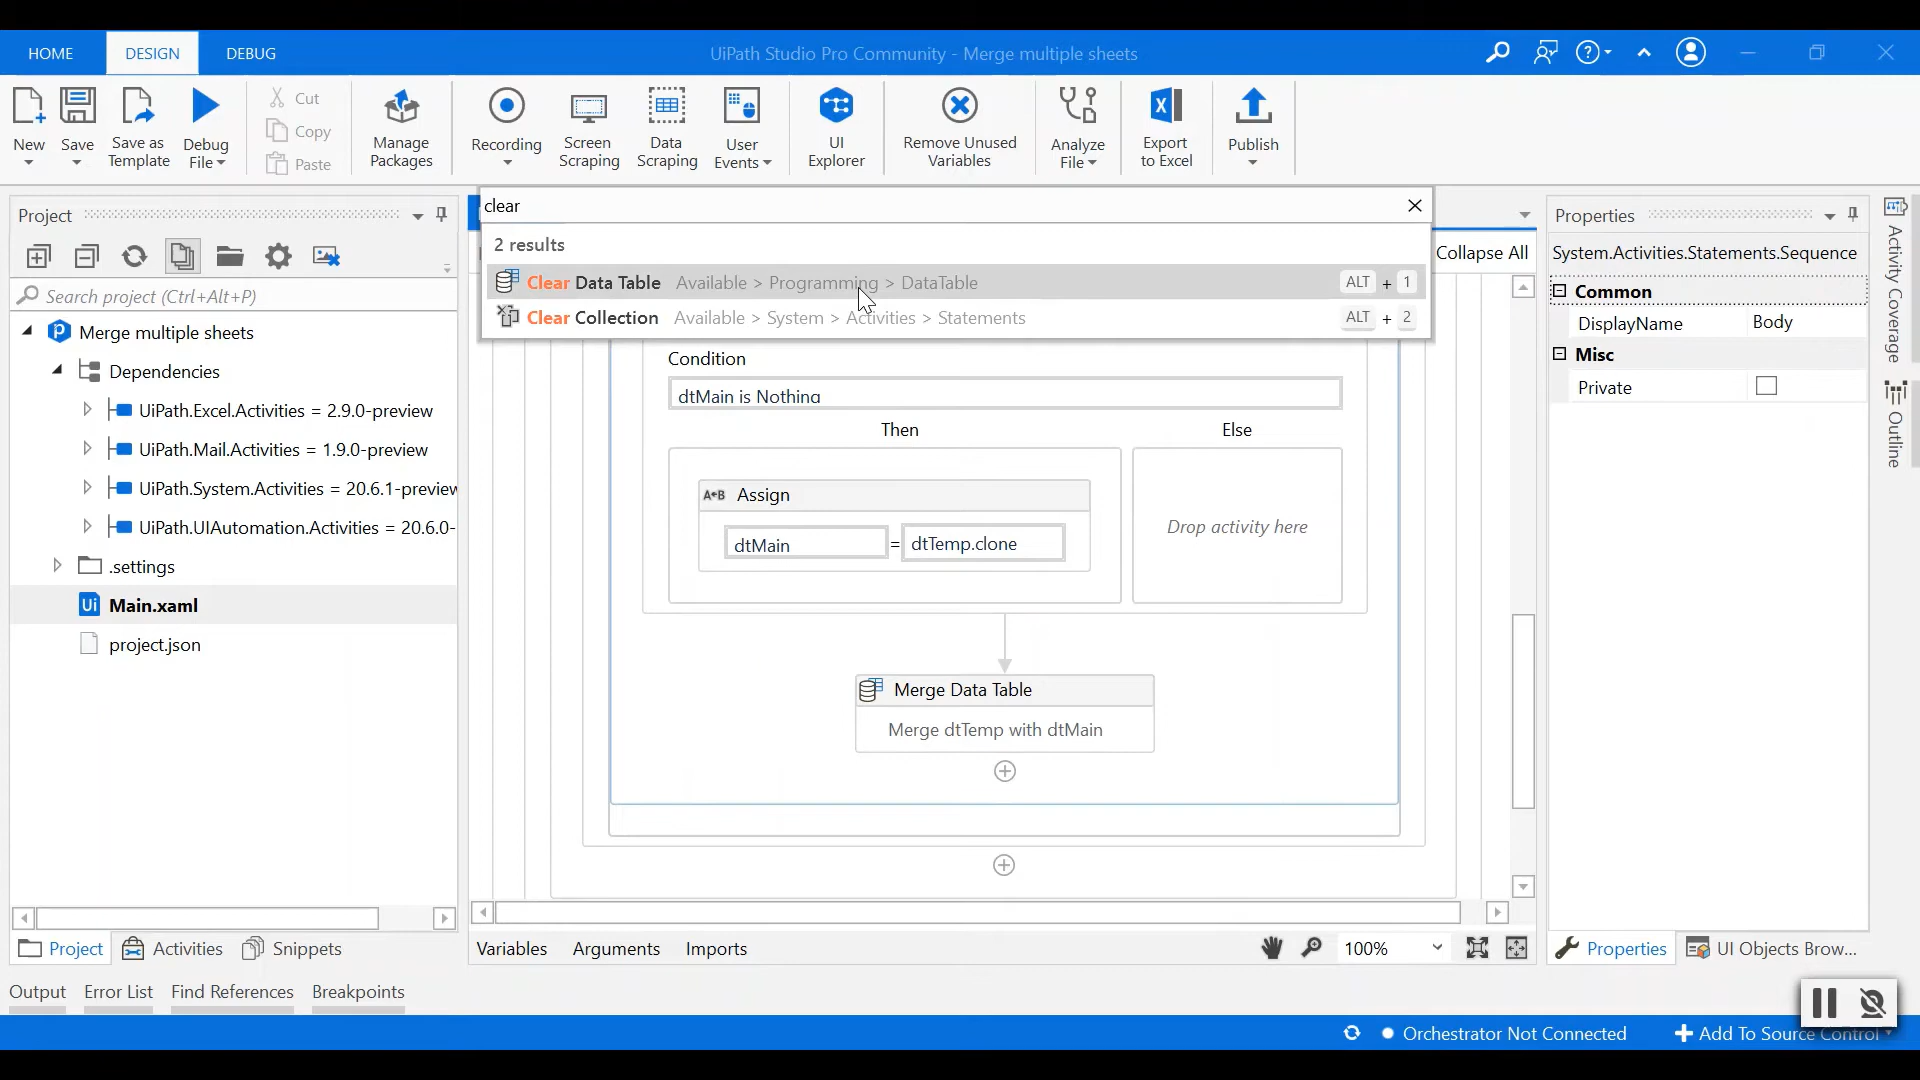 HOME
DESIGN
DEBUG
UiPath Studio Pro Community - Merge multiple sheets
New
Save
Save as Template
Debug File
Cut
Copy
Paste
Manage Packages
Recording
Screen Scraping
Data Scraping
User Events
UI Explorer
Remove Unused Variables
Analyze File
Export to Excel
Publish
Project
Search project (Ctrl+Alt+P)
Merge multiple sheets
Dependencies
UiPath.Excel.Activities = 2.9.0-preview
UiPath.Mail.Activities = 1.9.0-preview
UiPath.System.Activities = 20.6.1-preview
UiPath.UIAutomation.Activities = 20.6.0-
.settings
Main.xaml
project.json
Project
Activities
Snippets
clear
2 results
Clear Data Table Available > Programming > DataTable ALT + 1
Clear Collection Available > System > Activities > Statements ALT + 2
Collapse All
Condition
dtMain is Nothing
Then
Else
A+B Assign
dtMain = dtTemp.clone
Drop activity here
Merge Data Table
Merge dtTemp with dtMain
Variables
Arguments
Imports
100%
Properties
System.Activities.Statements.Sequence
Common
DisplayName Body
Misc
Private
Properties
UI Objects Brow...
Activity Coverage
Outline
Output
Error List
Find References
Breakpoints
Orchestrator Not Connected
Add To Source Control